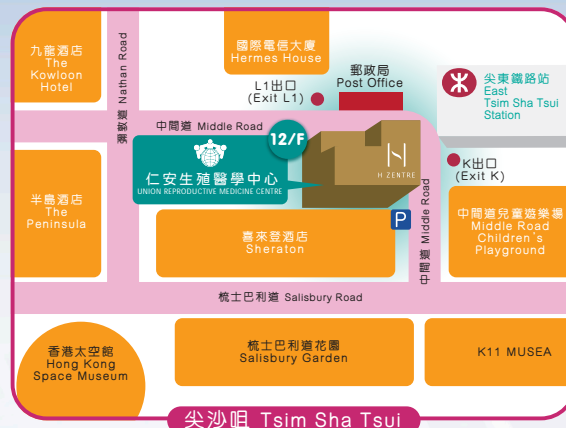 九龍酒店
The
Kowloon
Hotel
彌敦道 Nathan Road
國際電信大廈
Hermes House
L1出口
(Exit L1)
郵政局
Post Office
尖東鐵路站
East
Tsim Sha Tsui
Station
中間道 Middle Road
12/F
仁安生殖醫學中心
UNION REPRODUCTIVE MEDICINE CENTRE
H ZENTRE
K出口
(Exit K)
半島酒店
The
Peninsula
喜來登酒店
Sheraton
P
中間道 Middle Road
中間道兒童遊樂場
Middle Road
Children's
Playground
梳士巴利道 Salisbury Road
香港太空館
Hong Kong
Space Museum
梳士巴利道花園
Salisbury Garden
K11 MUSEA
尖沙咀 Tsim Sha Tsui